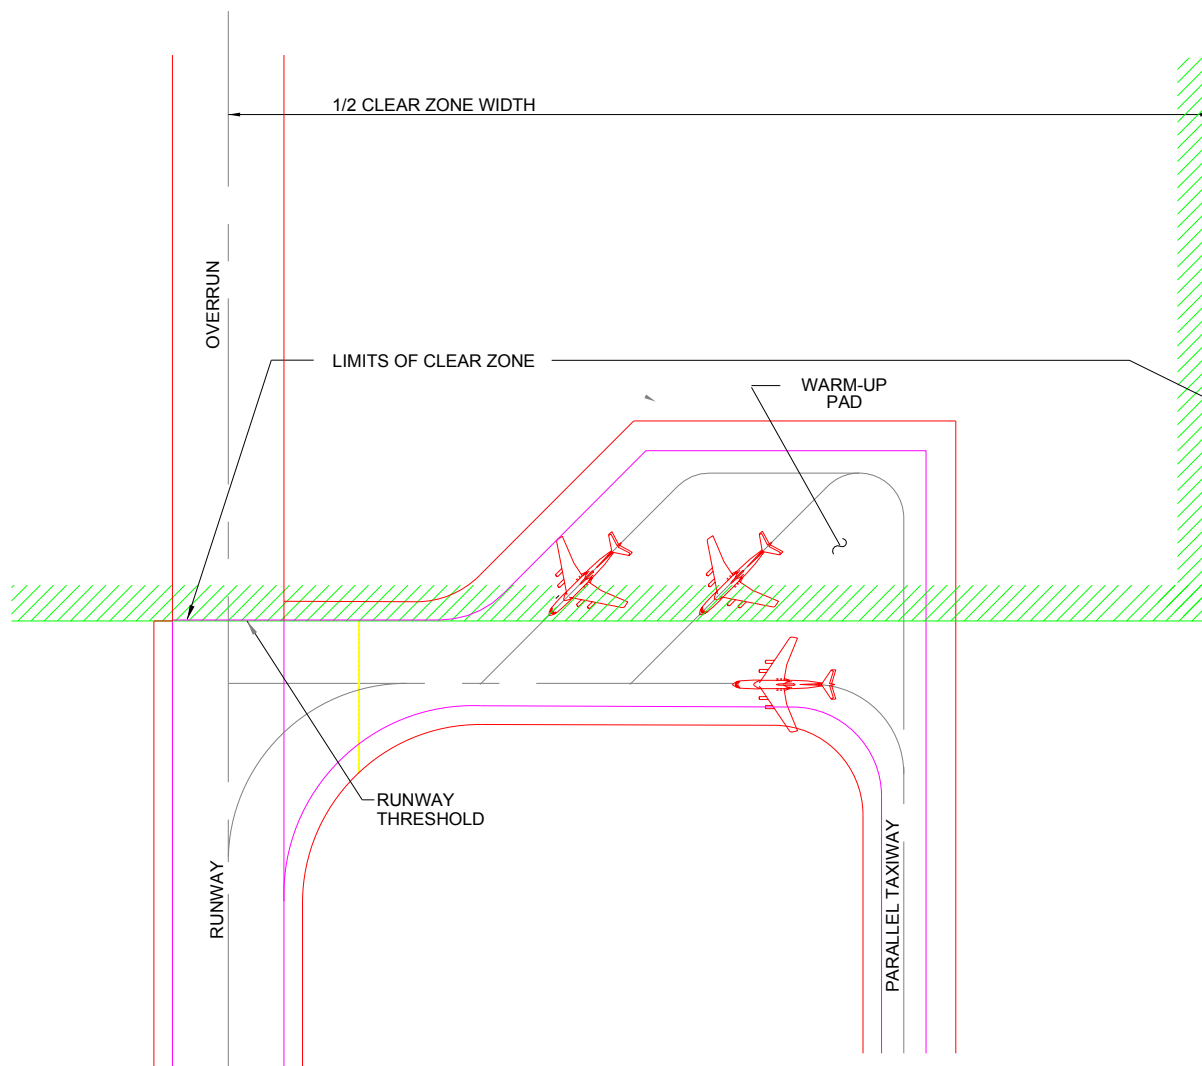 1/2 CLEAR ZONE WIDTH
OVERRUN
LIMITS OF CLEAR ZONE
WARM-UP
PAD
RUNWAY
THRESHOLD
RUNWAY
PARALLEL TAXIWAY